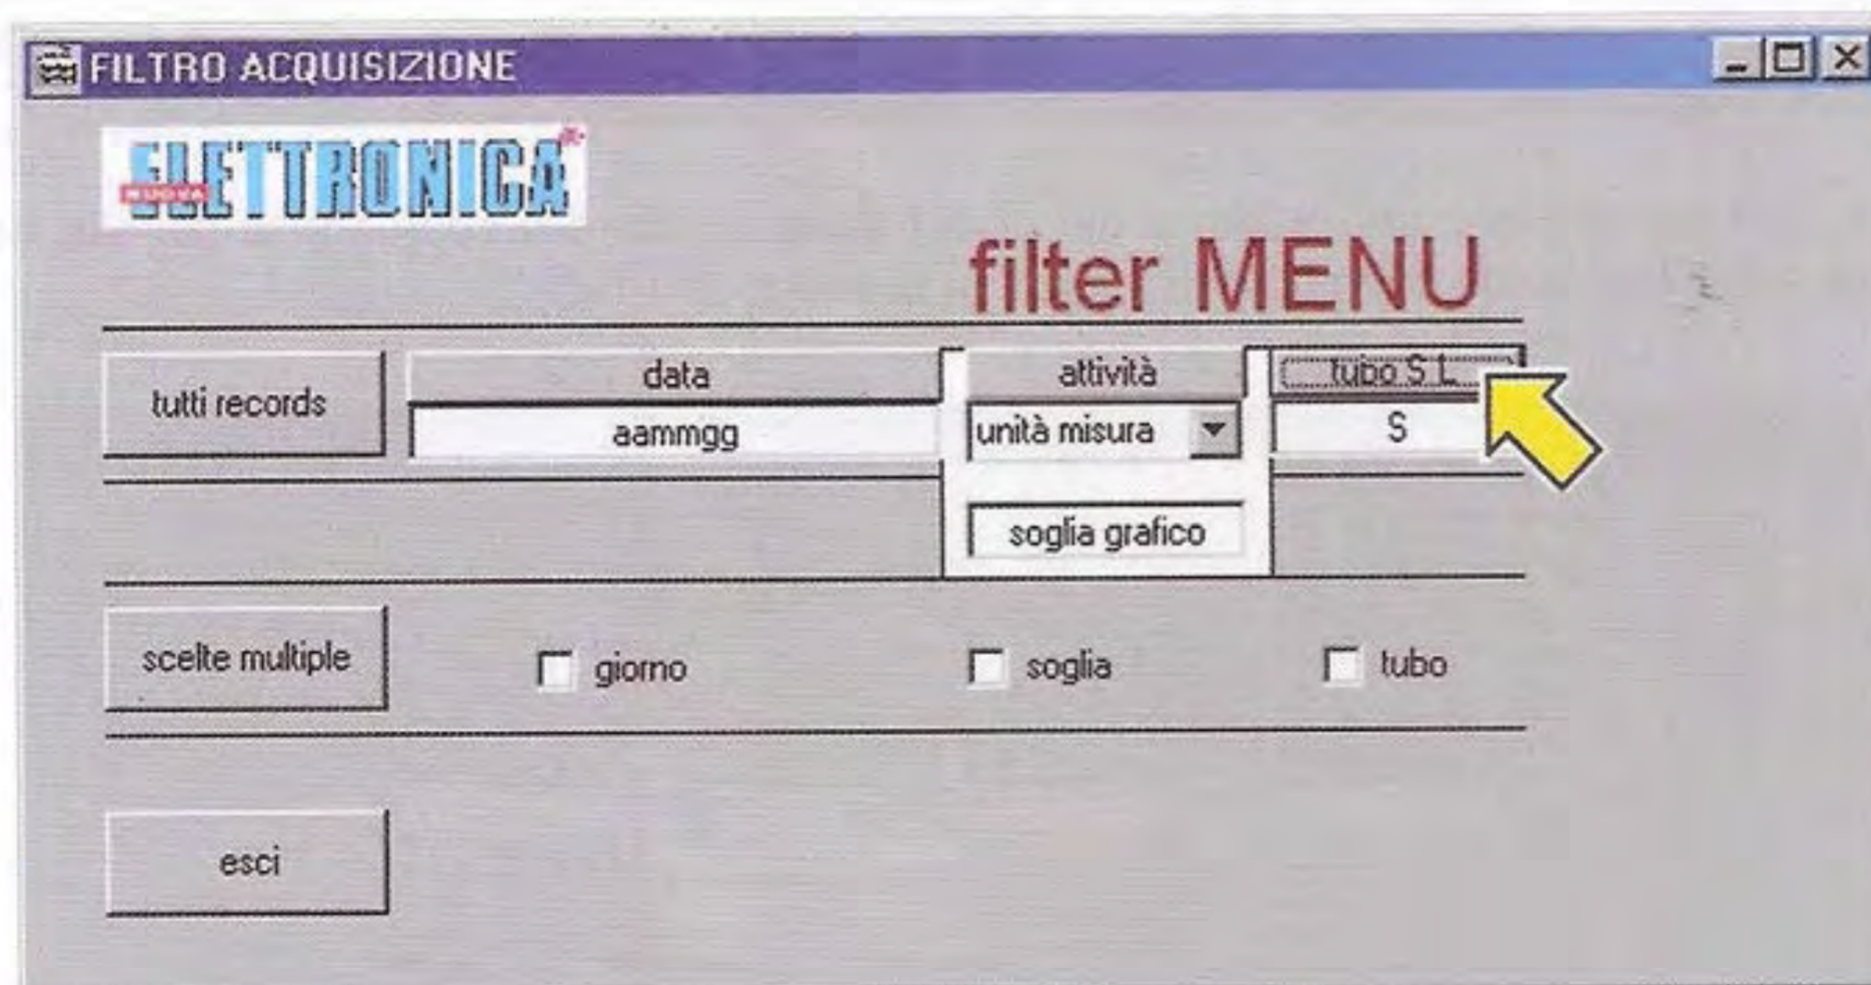 FILTRO ACQUISIZIONE
ELETTRONICA
NUOVA
filter MENU
tutti records
data
attività
tubo S L
aammgg
unità misura
S
soglia grafico
scelte multiple
giorno
soglia
tubo
esci